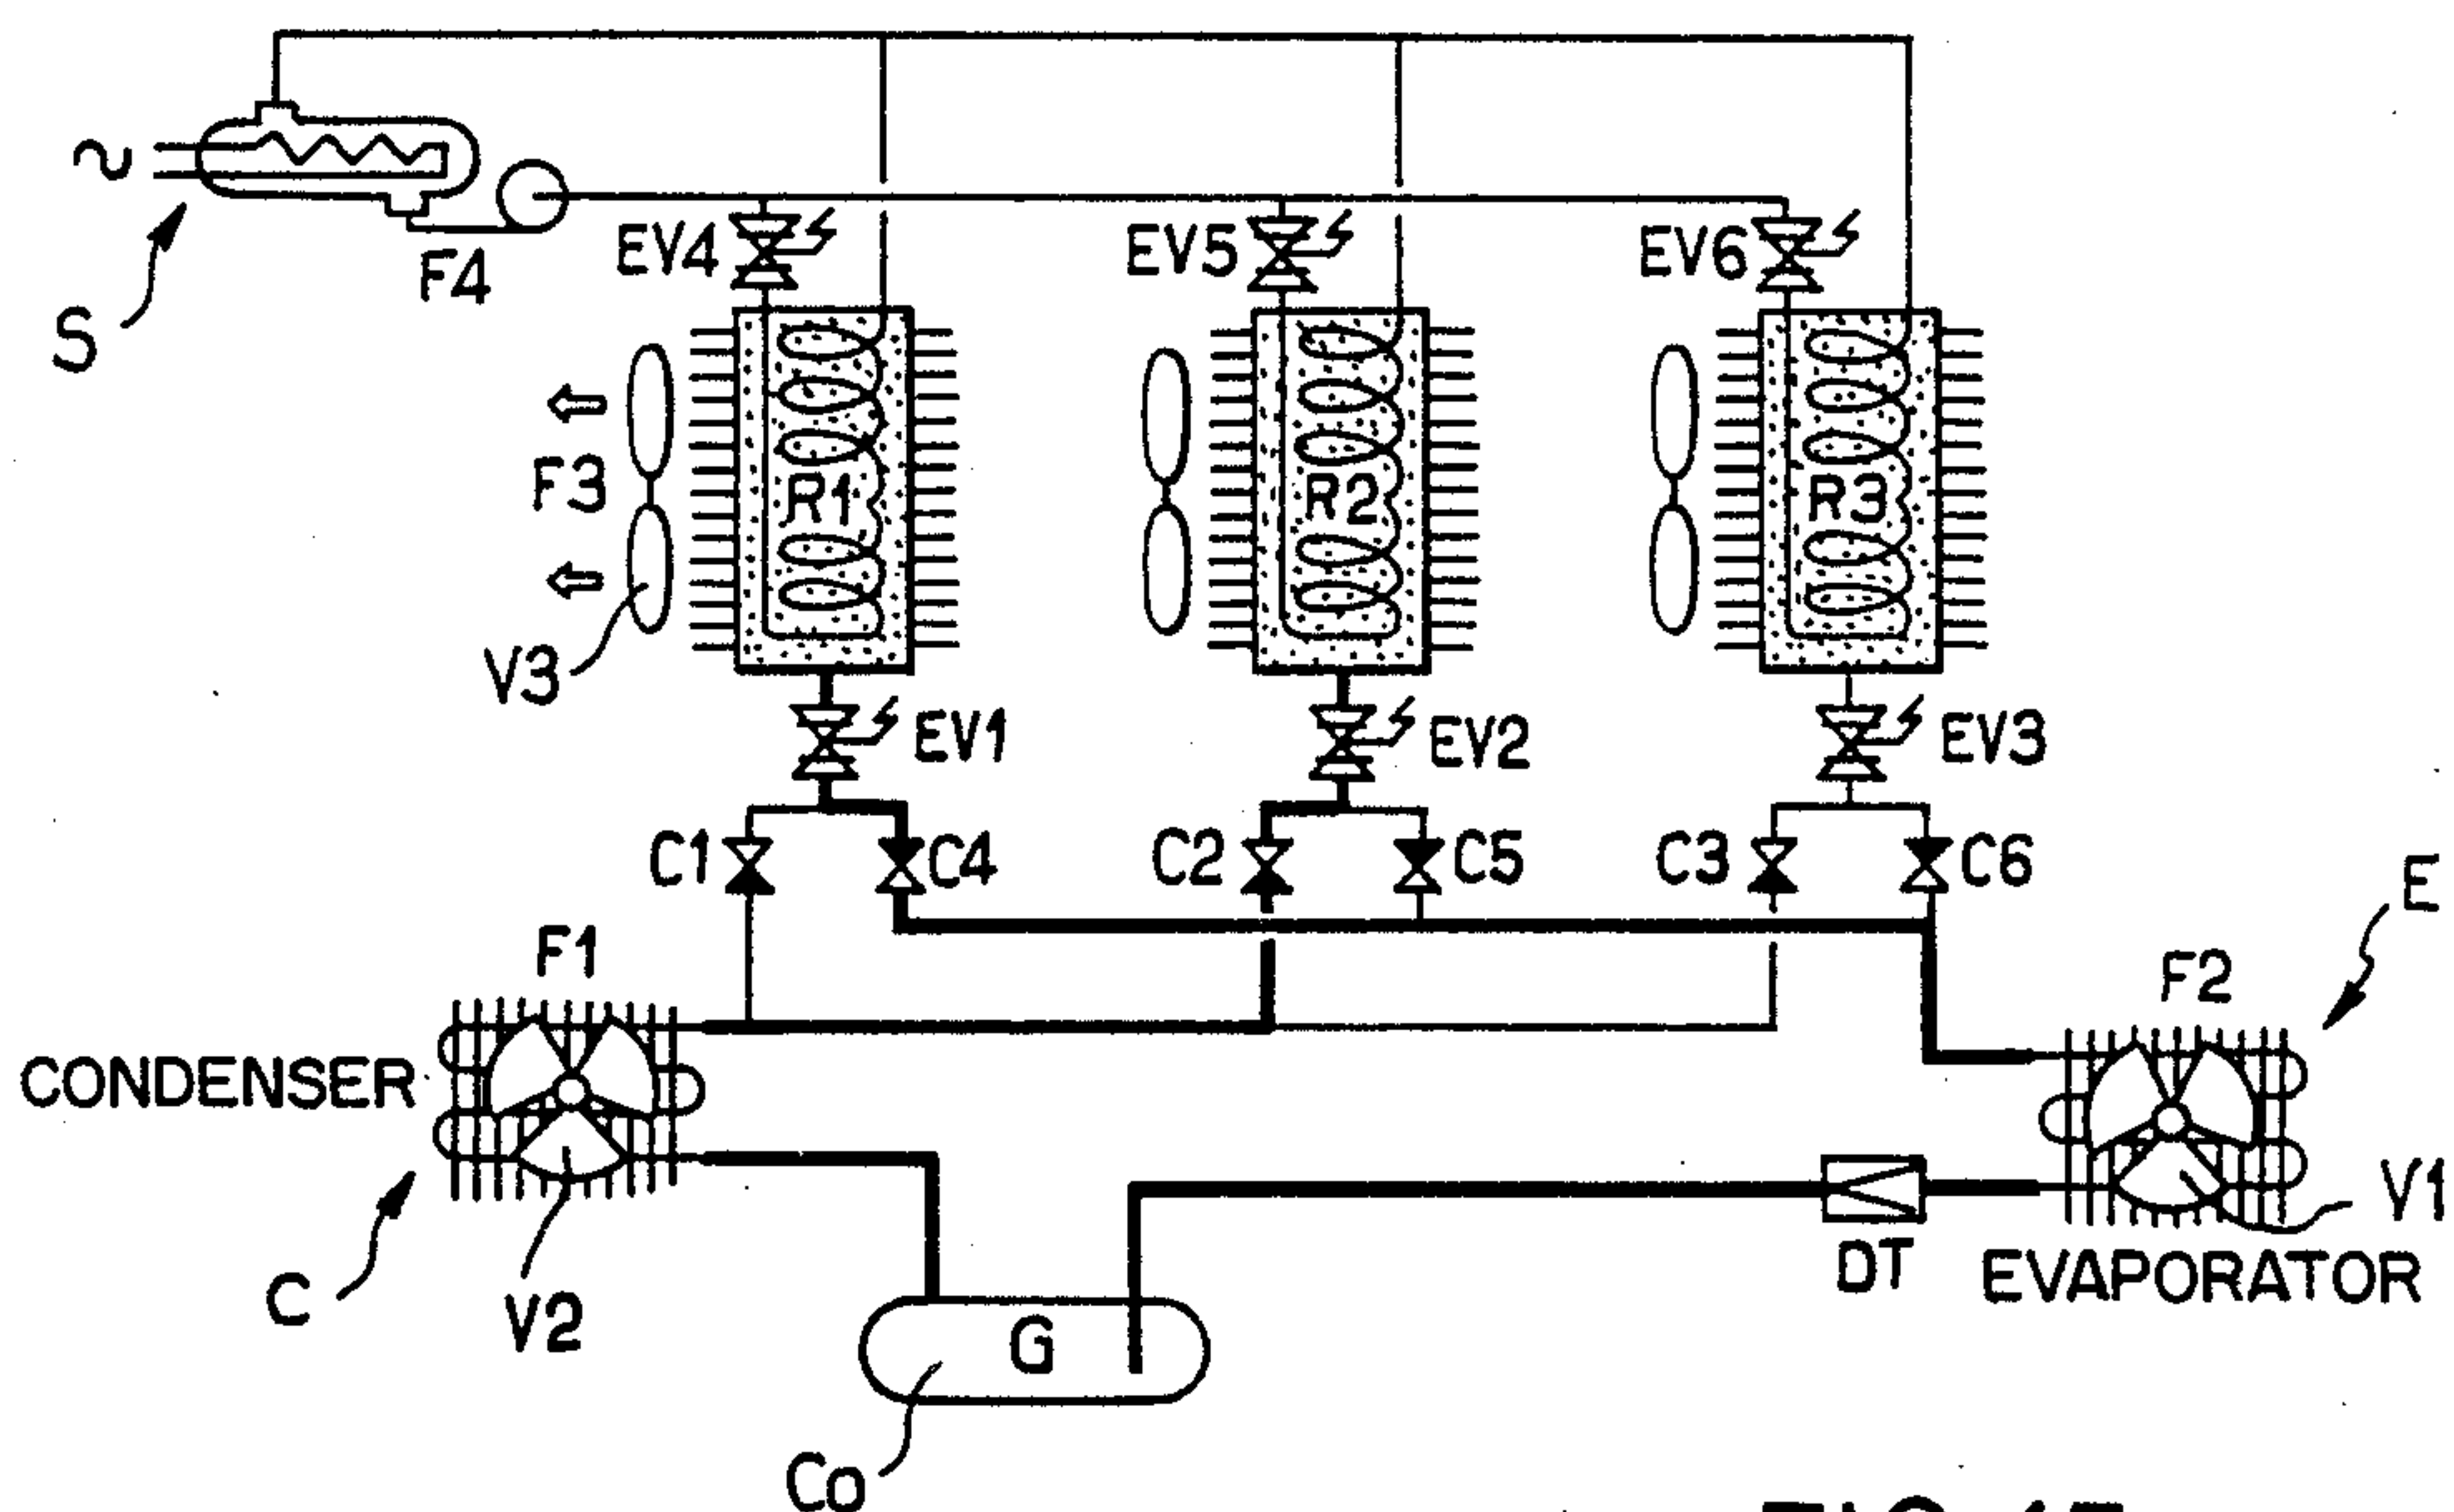 S
F4
EV4
EV5
EV6
F3
R1
R2
R3
V3
EV1
EV2
EV3
C1
C4
C2
C5
C3
C6
E
F1
F2
CONDENSER
C
V2
DT
V1
EVAPORATOR
G
Co